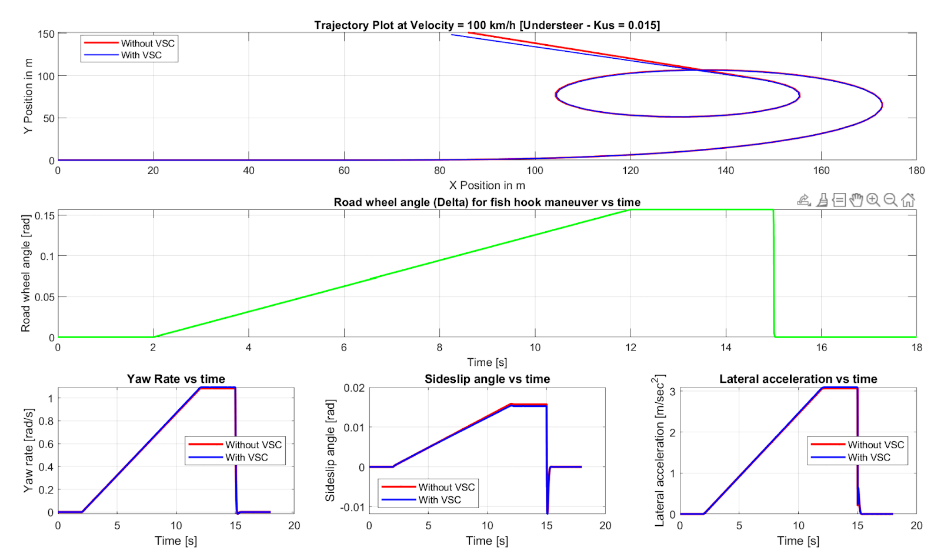 Trajectory Plot at Velocity = 100 km/h [Understeer - Kus = 0.015]
Without VSC
With VSC
Y Position in m
150
100
50
0
0 20 40 60 80 100 120 140 160 180
X Position in m
Road wheel angle (Delta) for fish hook maneuver vs time
Road wheel angle [rad]
0.15
0.1
0.05
0
0 2 4 6 8 10 12 14 16 18
Time [s]
Yaw Rate vs time
Yaw rate [rad/s]
1
0.8
0.6
0.4
0.2
0
Without VSC
With VSC
0 5 10 15 20
Time [s]
Sideslip angle vs time
Sideslip angle [rad]
0.02
0.01
0
-0.01
Without VSC
With VSC
0 5 10 15 20
Time [s]
Lateral acceleration vs time
Lateral acceleration [m/sec2]
3
2
1
0
Without VSC
With VSC
0 5 10 15 20
Time [s]